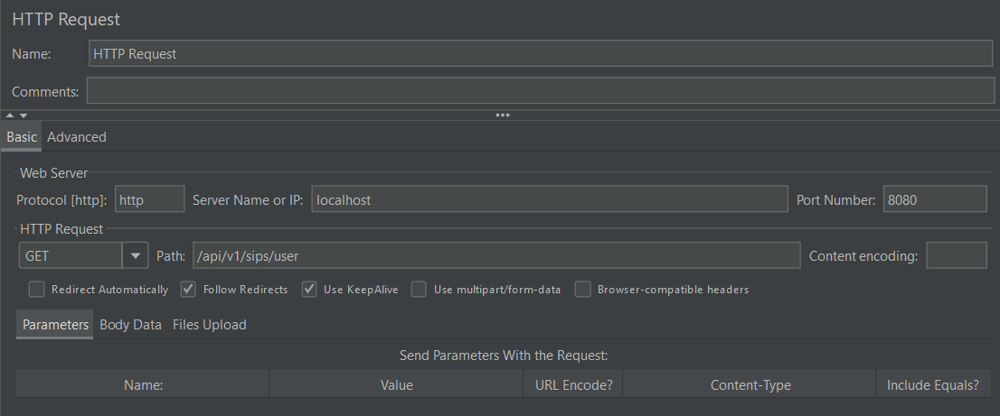 HTTP Request
Name: HTTP Request
Comments:
Basic Advanced
Web Server
Protocol [http]: http Server Name or IP: localhost Port Number: 8080
HTTP Request
GET Path: /api/v1/sips/user Content encoding:
Redirect Automatically Follow Redirects Use KeepAlive Use multipart/form-data Browser-compatible headers
Parameters Body Data Files Upload
Send Parameters With the Request:
Name: Value URL Encode? Content-Type Include Equals?